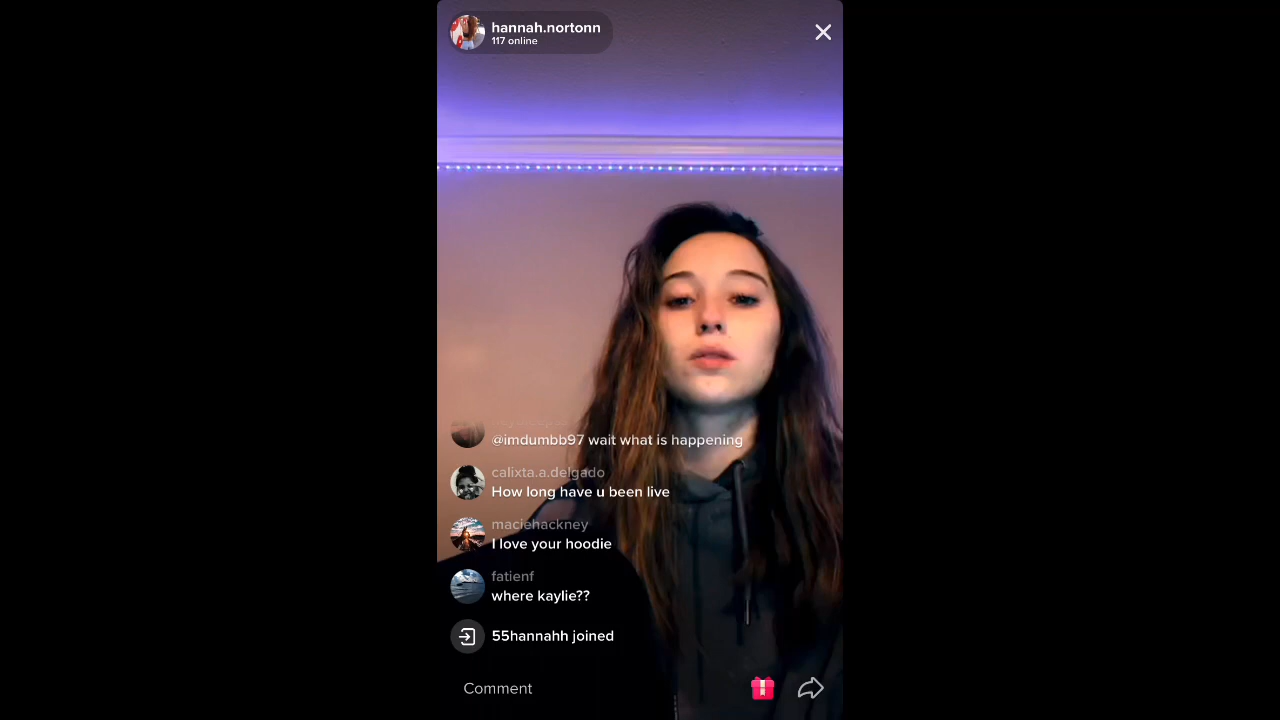 hannah.nortonn
117 online
@imdumbb97 wait what is happening
calixta.a.delgado
How long have u been live
maciehackney
I love your hoodie
fatienf
where kaylie??
55hannahh joined
Comment